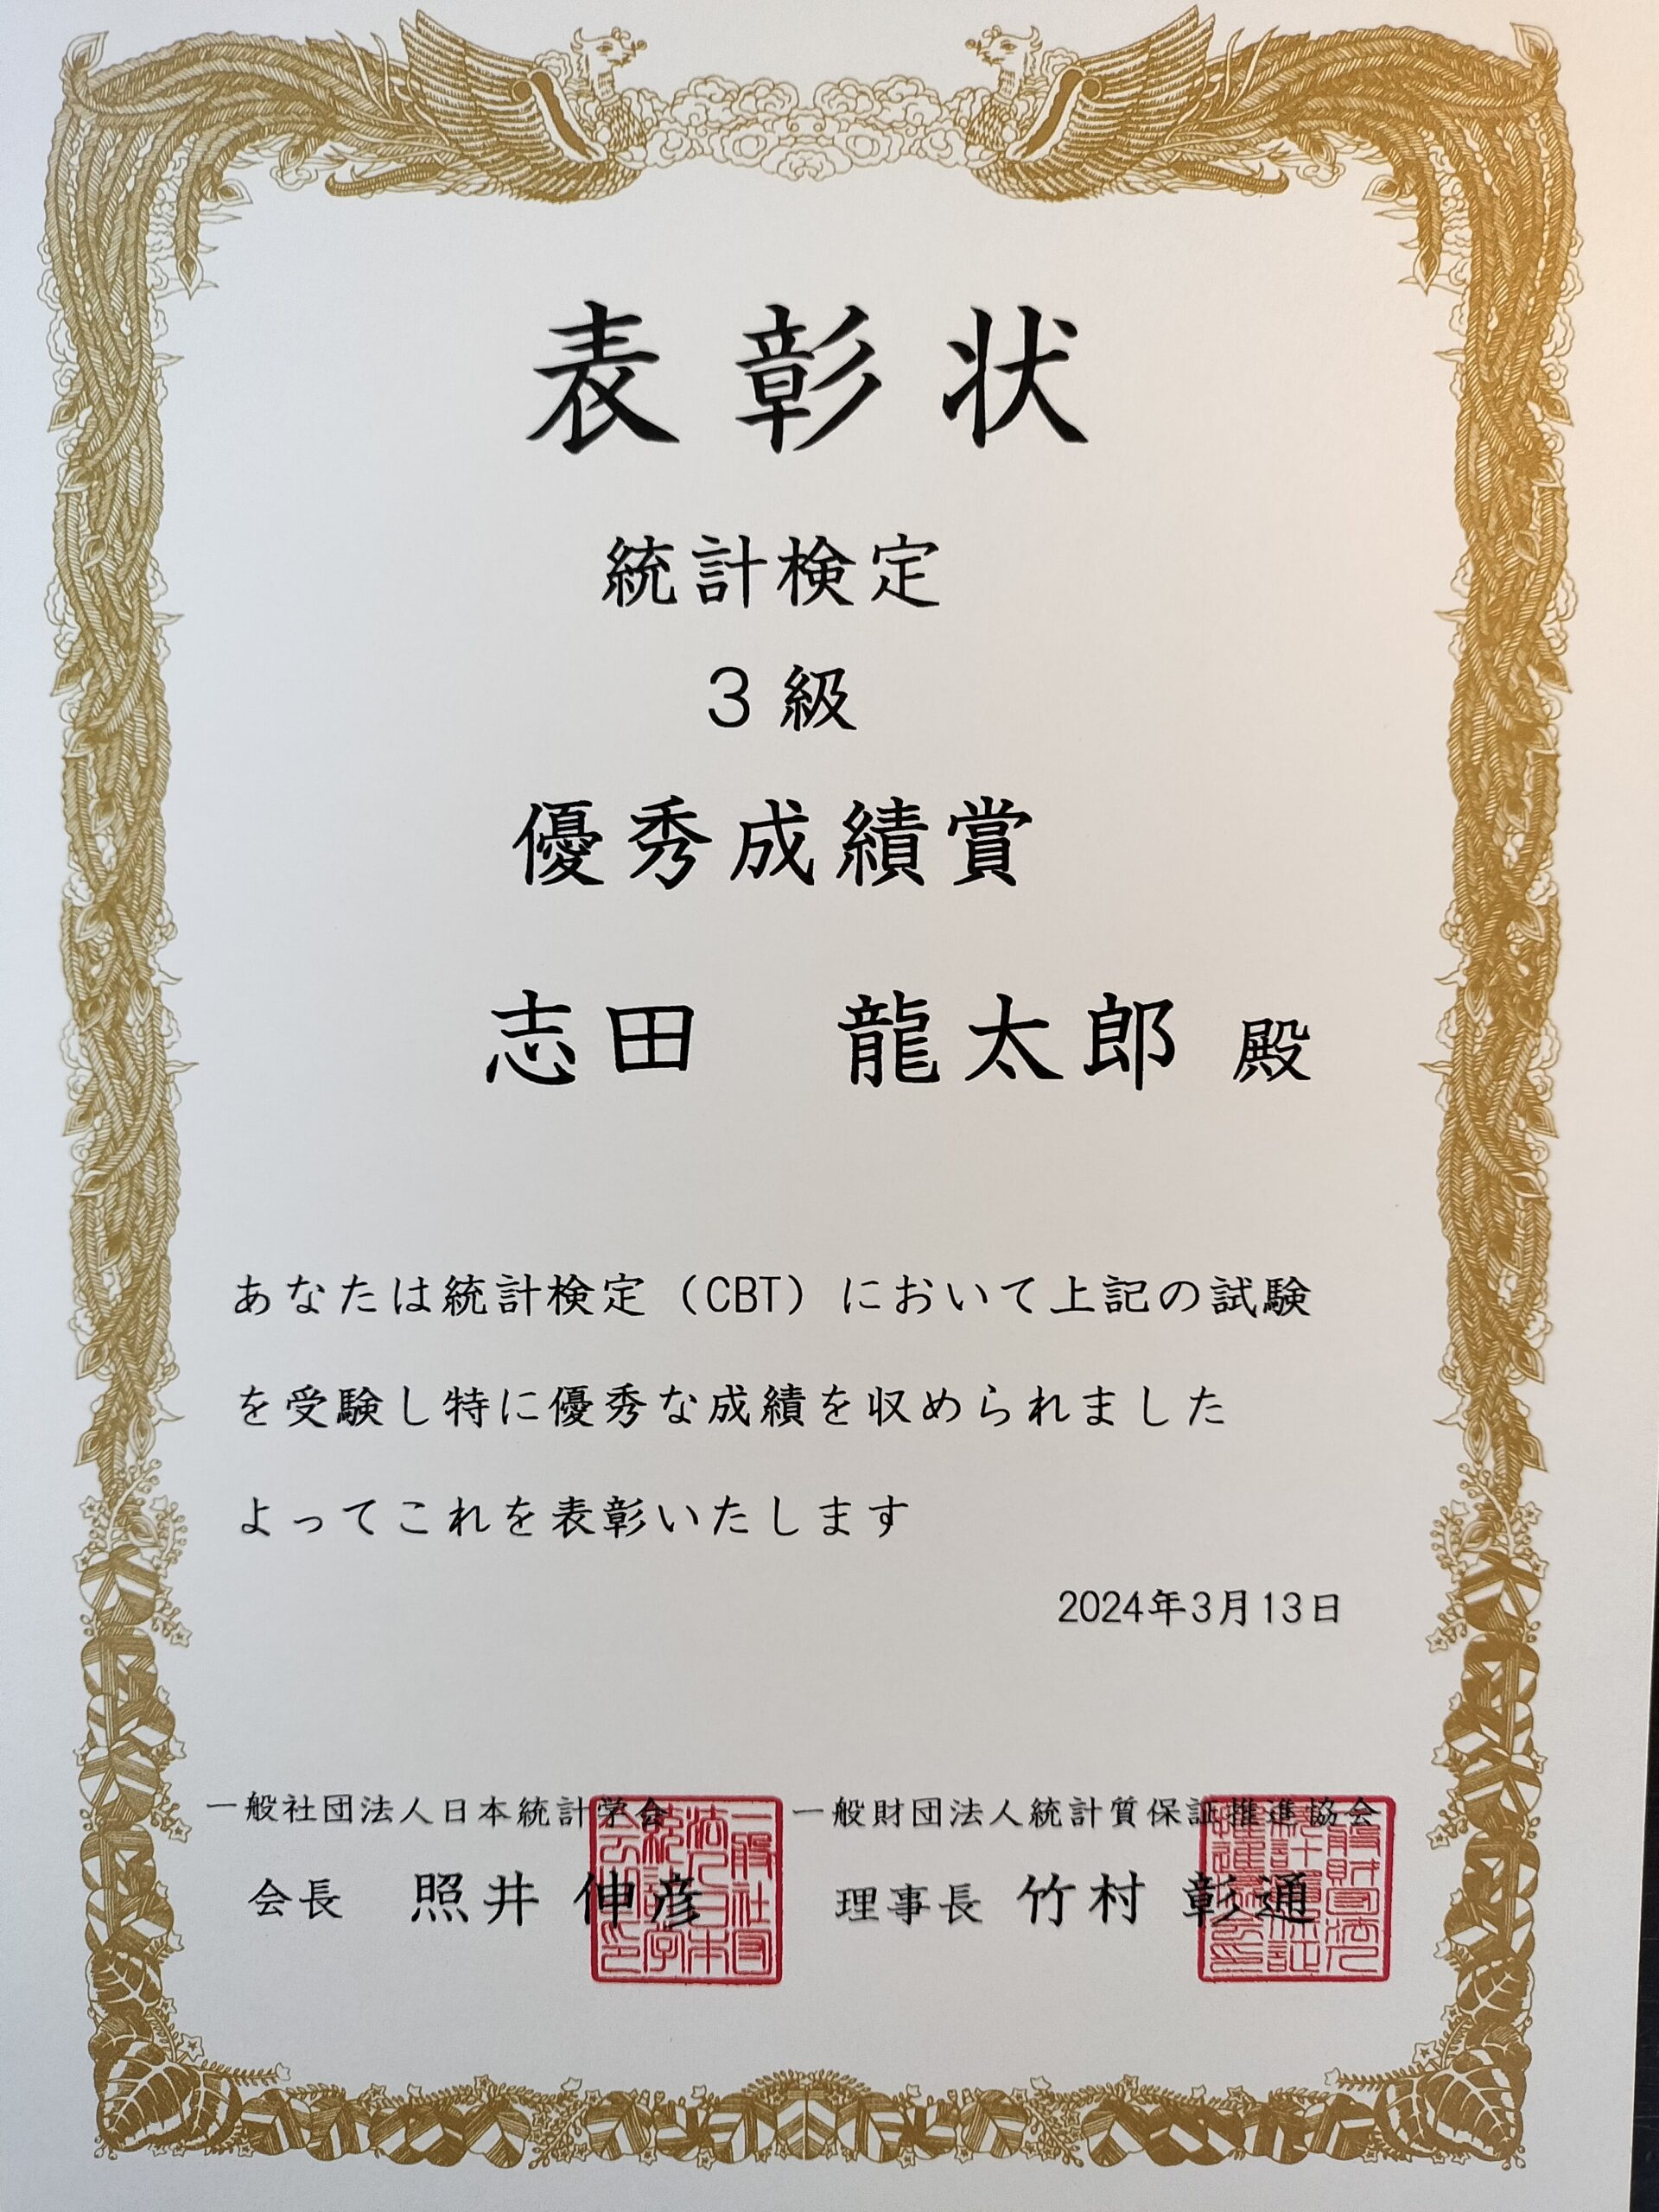 表彰状
統計検定
３級
優秀成績賞
志田　龍太郎 殿
あなたは統計検定（CBT）において上記の試験
を受験し特に優秀な成績を収められました
よってこれを表彰いたします
2024年3月13日
一般社団法人日本統計学会
会長　照井 伸彦
一般財団法人統計質保証推進協会
理事長 竹村 彰通